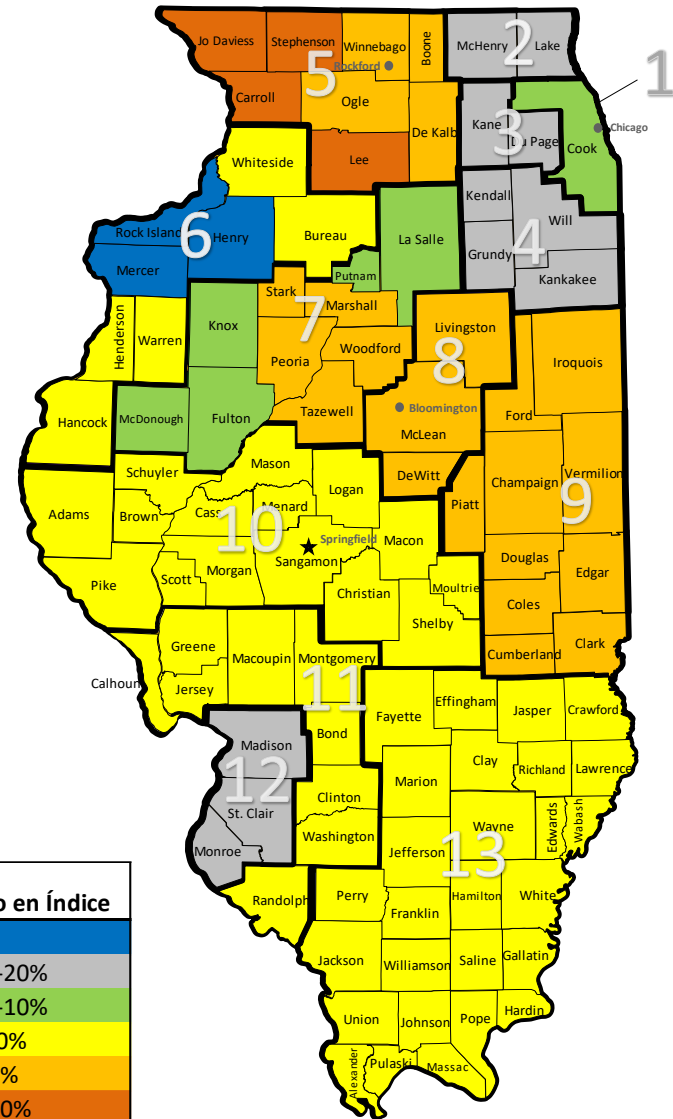 Jo Daviess
Stephenson
Winnebago
Boone
McHenry
Lake
2
1
5
Rockford
Carroll
Ogle
De Kalb
Kane
3
Du Page
Cook
Chicago
Whiteside
Lee
Kendall
Will
Rock Island
6
Henry
Bureau
La Salle
Grundy
4
Mercer
Putnam
Kankakee
Stark
7
Marshall
Henderson
Warren
Knox
Peoria
Woodford
Livingston
8
Iroquois
Hancock
McDonough
Fulton
Tazewell
Bloomington
McLean
Ford
Mason
Logan
DeWitt
Champaign
Vermilion
9
Schuyler
Adams
Brown
Cass
Menard
10
Springfield
Sangamon
Macon
Piatt
Douglas
Edgar
Pike
Scott
Morgan
Christian
Moultrie
Coles
Shelby
Greene
Macoupin
Montgomery
Cumberland
Clark
Calhoun
Jersey
11
Fayette
Effingham
Jasper
Crawford
Bond
Madison
12
Clay
Richland
Lawrence
Marion
Clinton
St. Clair
Washington
Wayne
Edwards
Wabash
Monroe
Jefferson
13
Randolph
Perry
Hamilton
White
Franklin
Jackson
Williamson
Saline
Gallatin
Union
Johnson
Pope
Hardin
Alexander
Pulaski
Massac
o en Índice
-20%
-10%
0%
%
0%